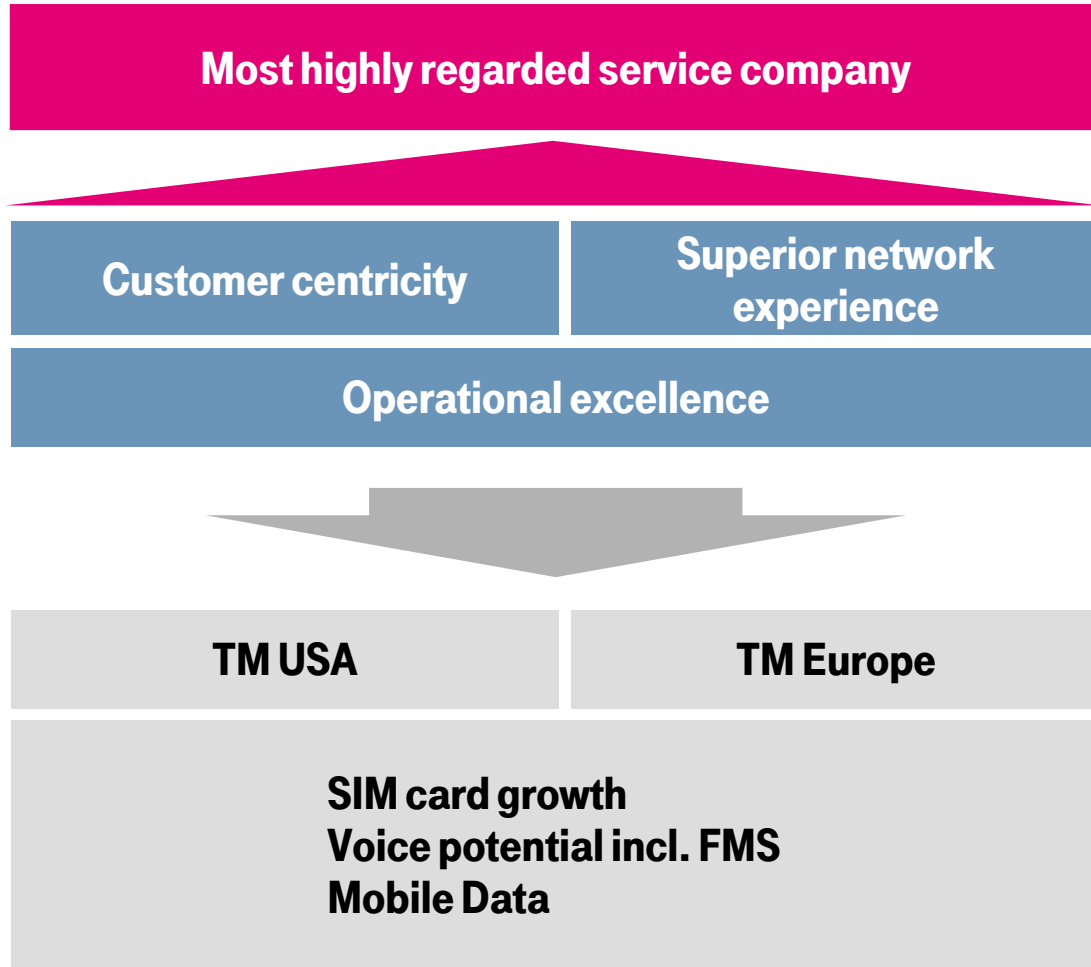 Most highly regarded service company
Customer centricity
Superior network
experience
Operational excellence
TM USA
TM Europe
SIM card growth
Voice potential incl. FMS
Mobile Data